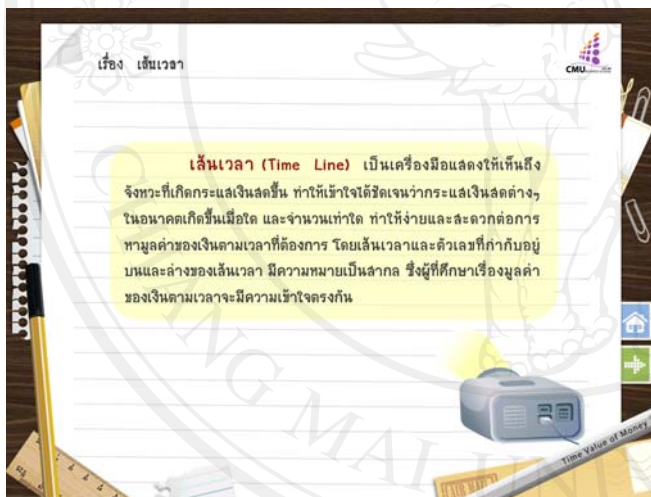 เรื่อง เส้นเวลา
CMU
เส้นเวลา (Time Line) เป็นเครื่องมือแสดงให้เห็นถึง
จังหวะที่เกิดกระแสเงินสดขึ้น ทำให้เข้าใจได้ชัดเจนว่ากระแสเงินสดต่างๆ
ในอนาคตเกิดขึ้นเมื่อใด และจำนวนเท่าใด ทำให้ง่ายและสะดวกต่อการ
หามูลค่าของเงินตามเวลาที่ต้องการ โดยเส้นเวลาและตัวเลขที่กำกับอยู่
บนและล่างของเส้นเวลา มีความหมายเป็นสากล ซึ่งผู้ที่ศึกษาเรื่องมูลค่า
ของเงินตามเวลาจะมีความเข้าใจตรงกัน
CHIANG MAI UNI
Time Value of Money